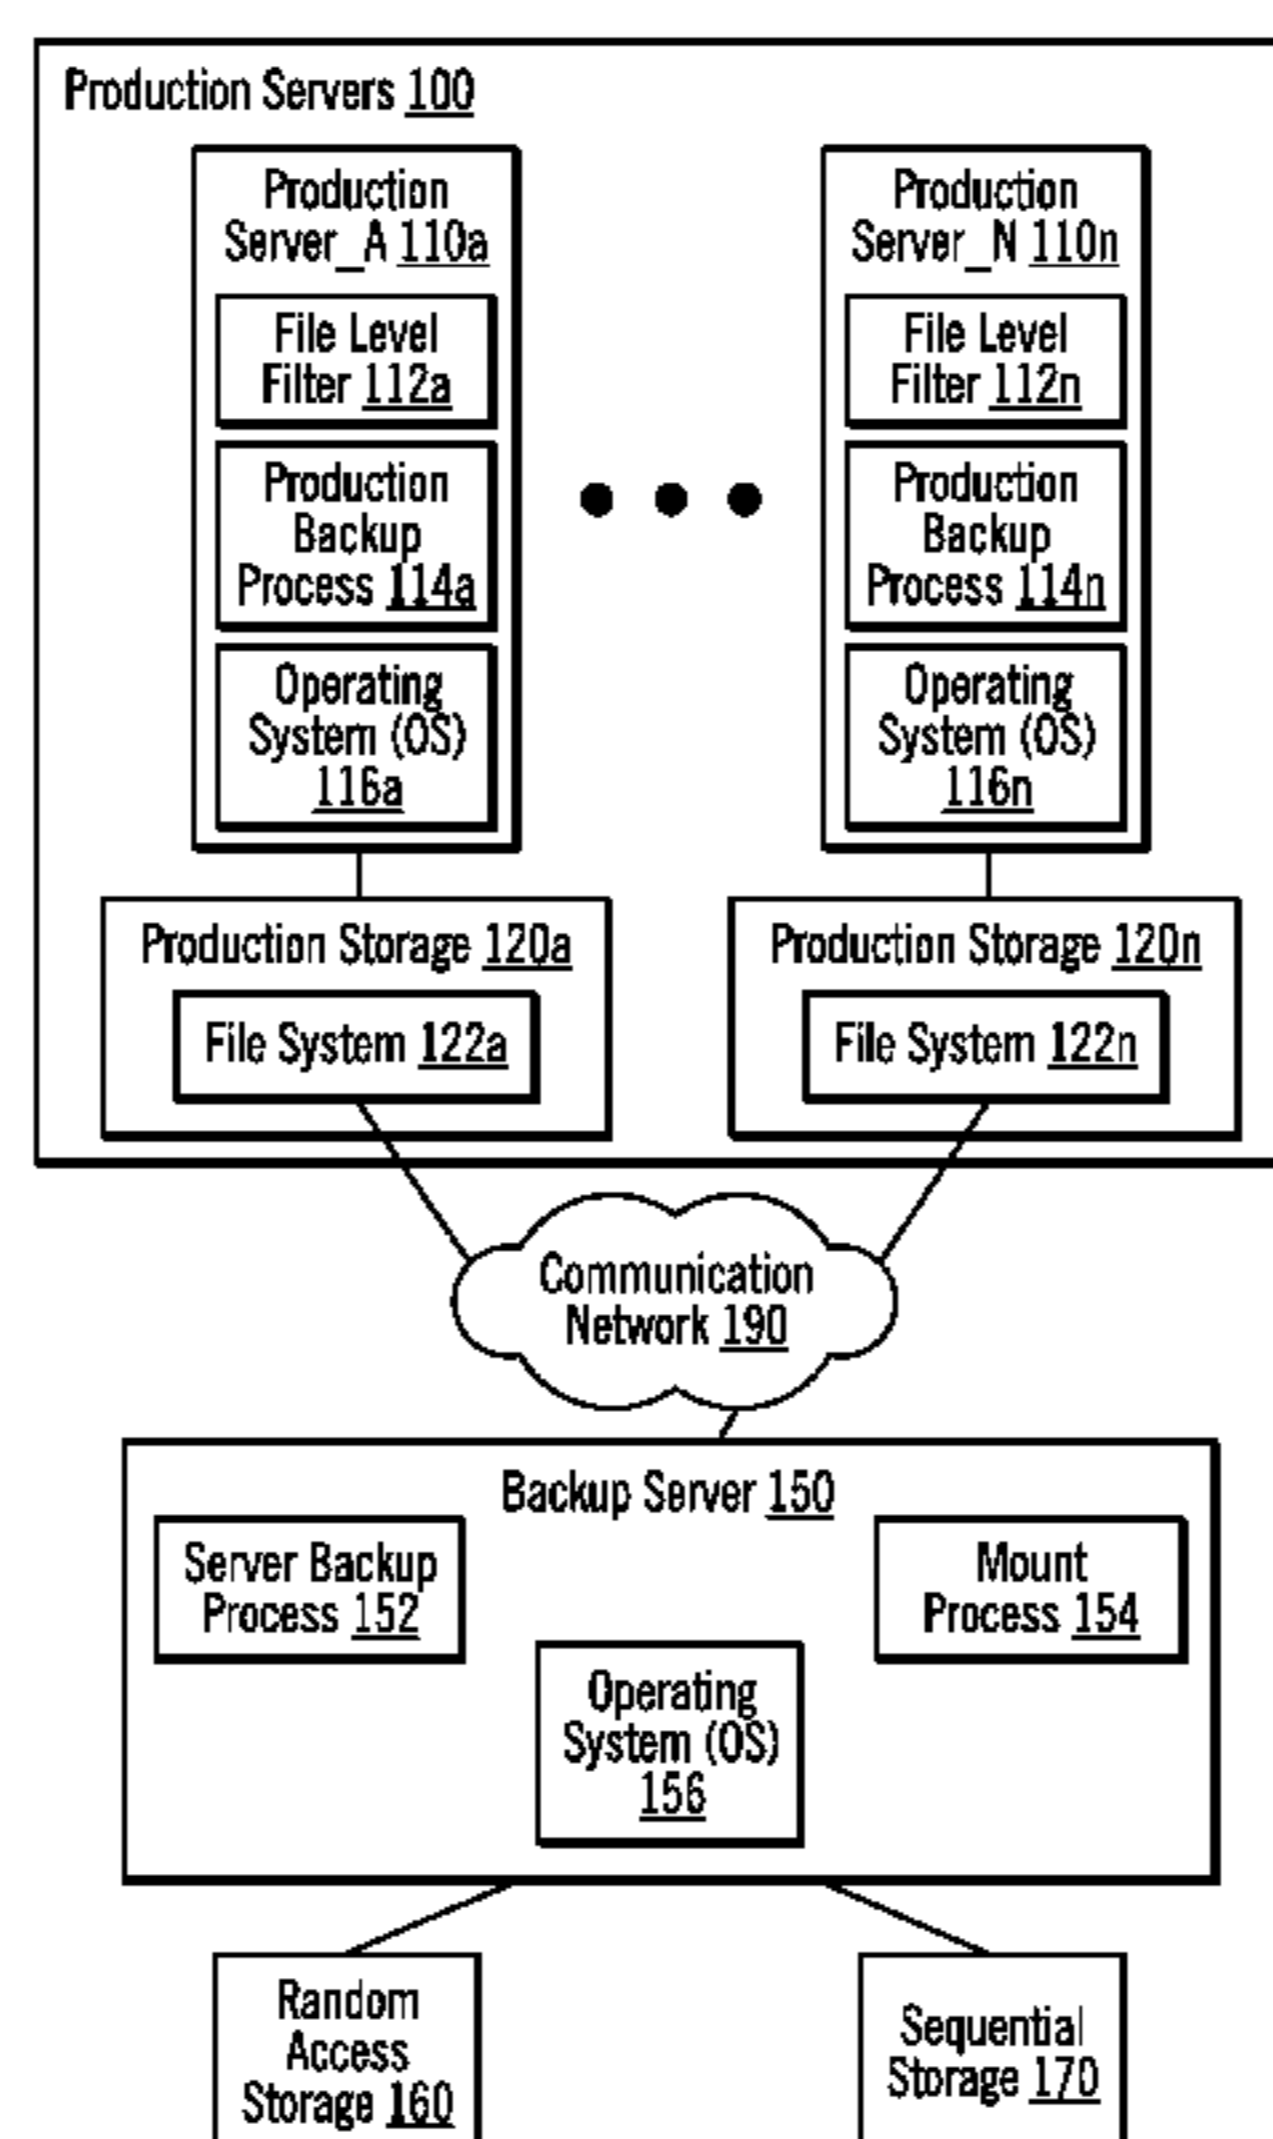 Production Servers 100
Production
Server_A 110a
File Level
Filter 112a
Production
Backup
Process 114a
Operating
System (OS)
116a
Production Storage 120a
File System 122a
Production
Server_N 110n
File Level
Filter 112n
Production
Backup
Process 114n
Operating
System (OS)
116n
Production Storage 120n
File System 122n
Communication
Network 190
Backup Server 150
Server Backup
Process 152
Mount
Process 154
Operating
System (OS)
156
Random
Access
Storage 160
Sequential
Storage 170